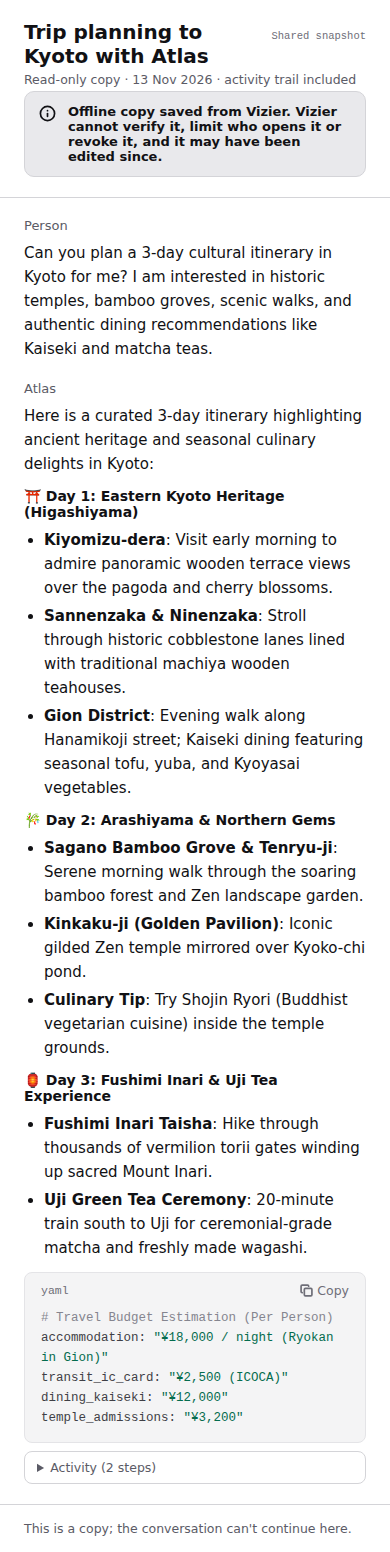 Trip planning to
Kyoto with Atlas
Shared snapshot
Read-only copy · 13 Nov 2026 · activity trail included
Offline copy saved from Vizier. Vizier
cannot verify it, limit who opens it or
revoke it, and it may have been
edited since.
Person
Can you plan a 3-day cultural itinerary in
Kyoto for me? I am interested in historic
temples, bamboo groves, scenic walks, and
authentic dining recommendations like
Kaiseki and matcha teas.
Atlas
Here is a curated 3-day itinerary highlighting
ancient heritage and seasonal culinary
delights in Kyoto:
⛩️ Day 1: Eastern Kyoto Heritage
(Higashiyama)
• Kiyomizu-dera: Visit early morning to
admire panoramic wooden terrace views
over the pagoda and cherry blossoms.
• Sannenzaka & Ninenzaka: Stroll
through historic cobblestone lanes lined
with traditional machiya wooden
teahouses.
• Gion District: Evening walk along
Hanamikoji street; Kaiseki dining featuring
seasonal tofu, yuba, and Kyoyasai
vegetables.
🎋 Day 2: Arashiyama & Northern Gems
• Sagano Bamboo Grove & Tenryu-ji:
Serene morning walk through the soaring
bamboo forest and Zen landscape garden.
• Kinkaku-ji (Golden Pavilion): Iconic
gilded Zen temple mirrored over Kyoko-chi
pond.
• Culinary Tip: Try Shojin Ryori (Buddhist
vegetarian cuisine) inside the temple
grounds.
🏮 Day 3: Fushimi Inari & Uji Tea
Experience
• Fushimi Inari Taisha: Hike through
thousands of vermilion torii gates winding
up sacred Mount Inari.
• Uji Green Tea Ceremony: 20-minute
train south to Uji for ceremonial-grade
matcha and freshly made wagashi.
yaml
Copy
# Travel Budget Estimation (Per Person)
accommodation: "¥18,000 / night (Ryokan
in Gion)"
transit_ic_card: "¥2,500 (ICOCA)"
dining_kaiseki: "¥12,000"
temple_admissions: "¥3,200"
▶ Activity (2 steps)
This is a copy; the conversation can't continue here.